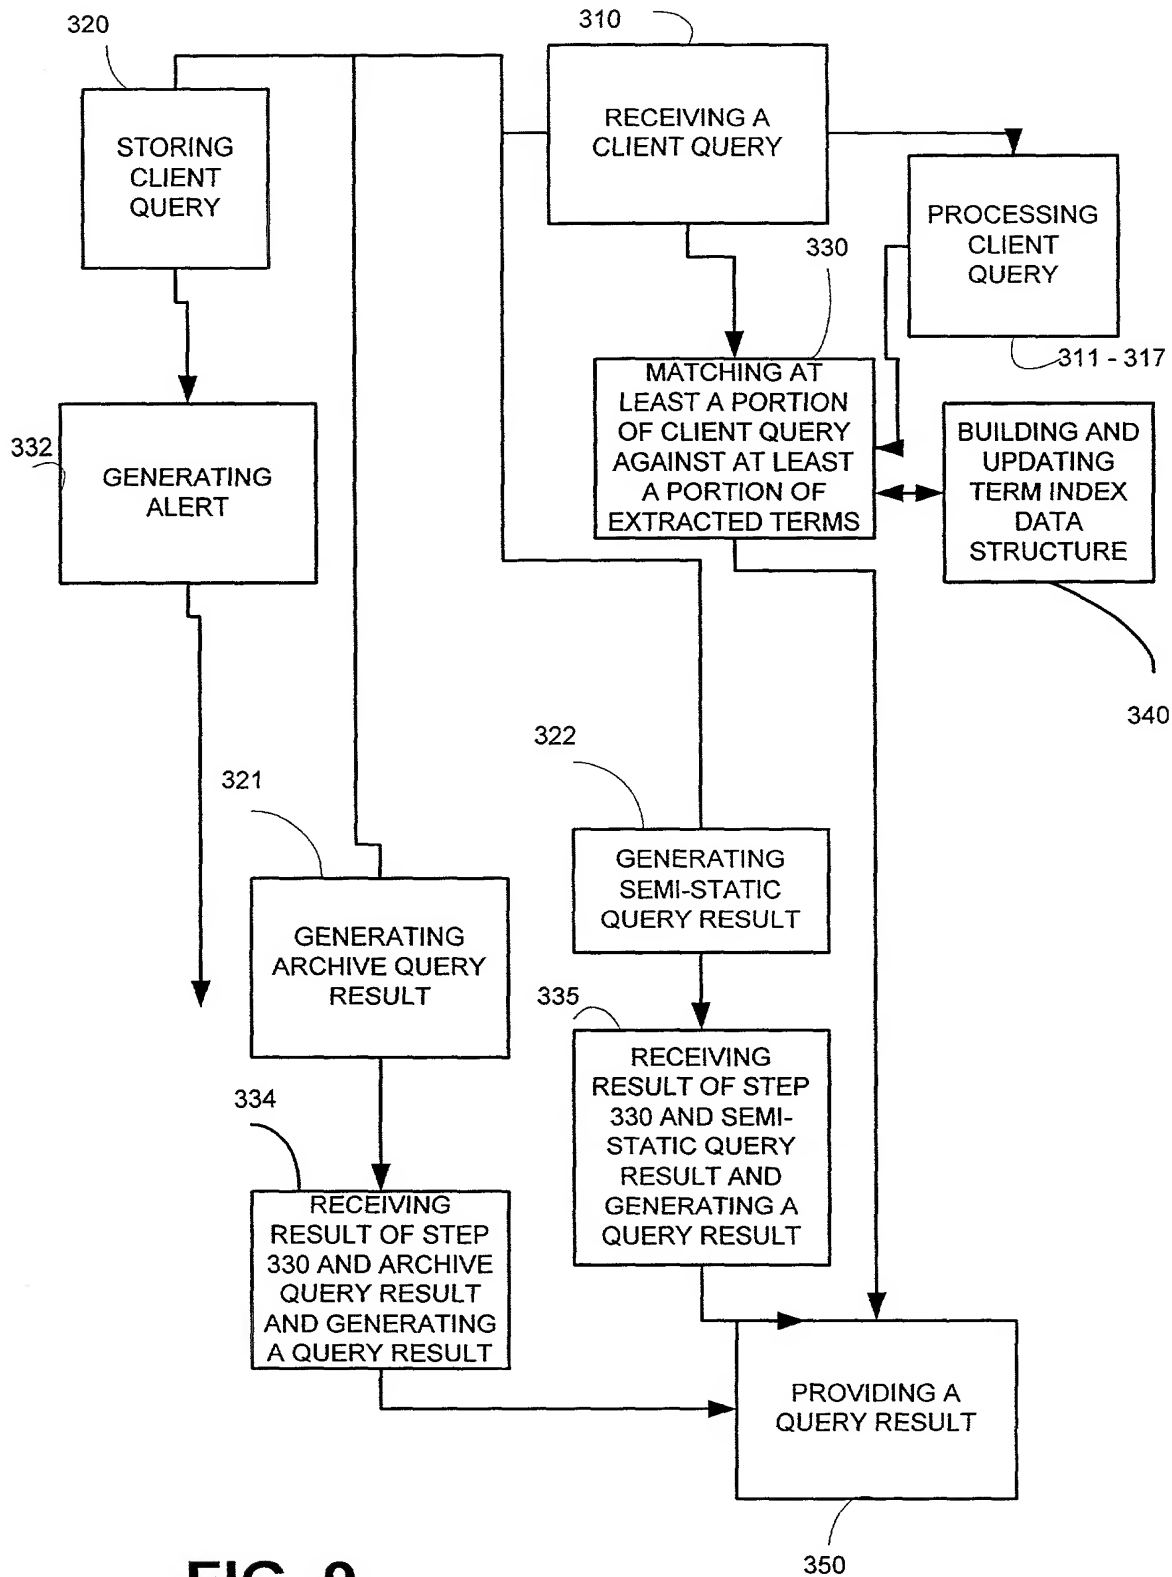 320
310
STORING
CLIENT
QUERY
RECEIVING A
CLIENT QUERY
PROCESSING
CLIENT
QUERY
330
311 - 317
332
GENERATING
ALERT
MATCHING AT
LEAST A PORTION
OF CLIENT QUERY
AGAINST AT LEAST
A PORTION OF
EXTRACTED TERMS
BUILDING AND
UPDATING
TERM INDEX
DATA
STRUCTURE
340
322
321
GENERATING
SEMI-STATIC
QUERY RESULT
GENERATING
ARCHIVE QUERY
RESULT
335
RECEIVING
RESULT OF STEP
330 AND SEMI-
STATIC QUERY
RESULT AND
GENERATING A
QUERY RESULT
334
RECEIVING
RESULT OF STEP
330 AND ARCHIVE
QUERY RESULT
AND GENERATING
A QUERY RESULT
PROVIDING A
QUERY RESULT
350
FIG.